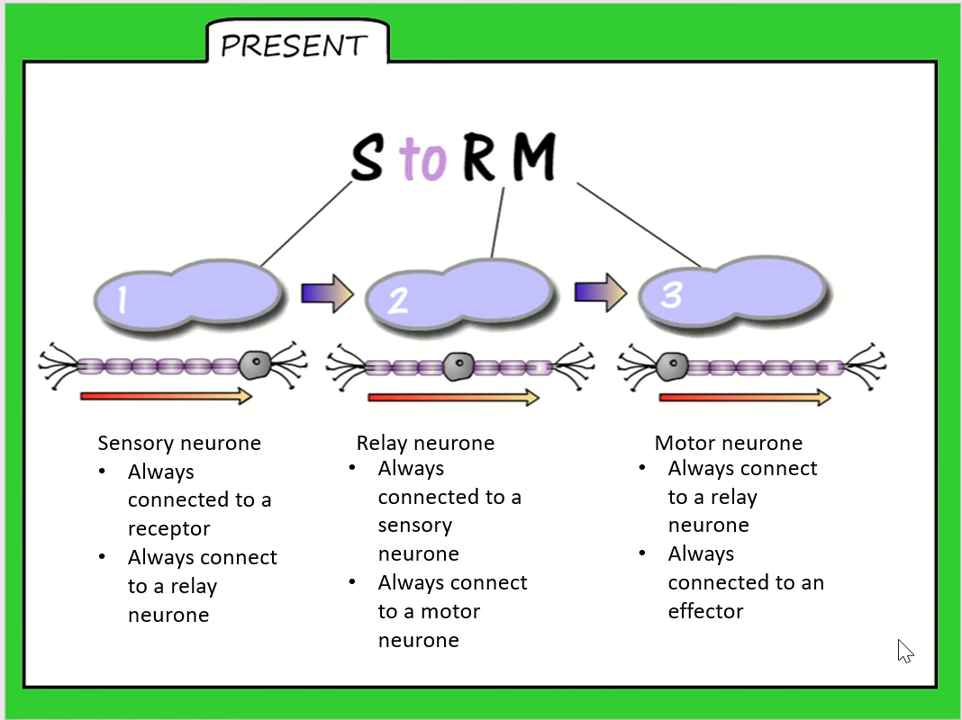 PRESENT
S to R M
1
2
3
Sensory neurone
• Always
connected to a
receptor
• Always connect
to a relay
neurone
Relay neurone
• Always
connected to a
sensory
neurone
• Always connect
to a motor
neurone
Motor neurone
• Always connect
to a relay
neurone
• Always
connected to an
effector